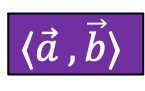 ⟨a⃗ , b⃗⟩